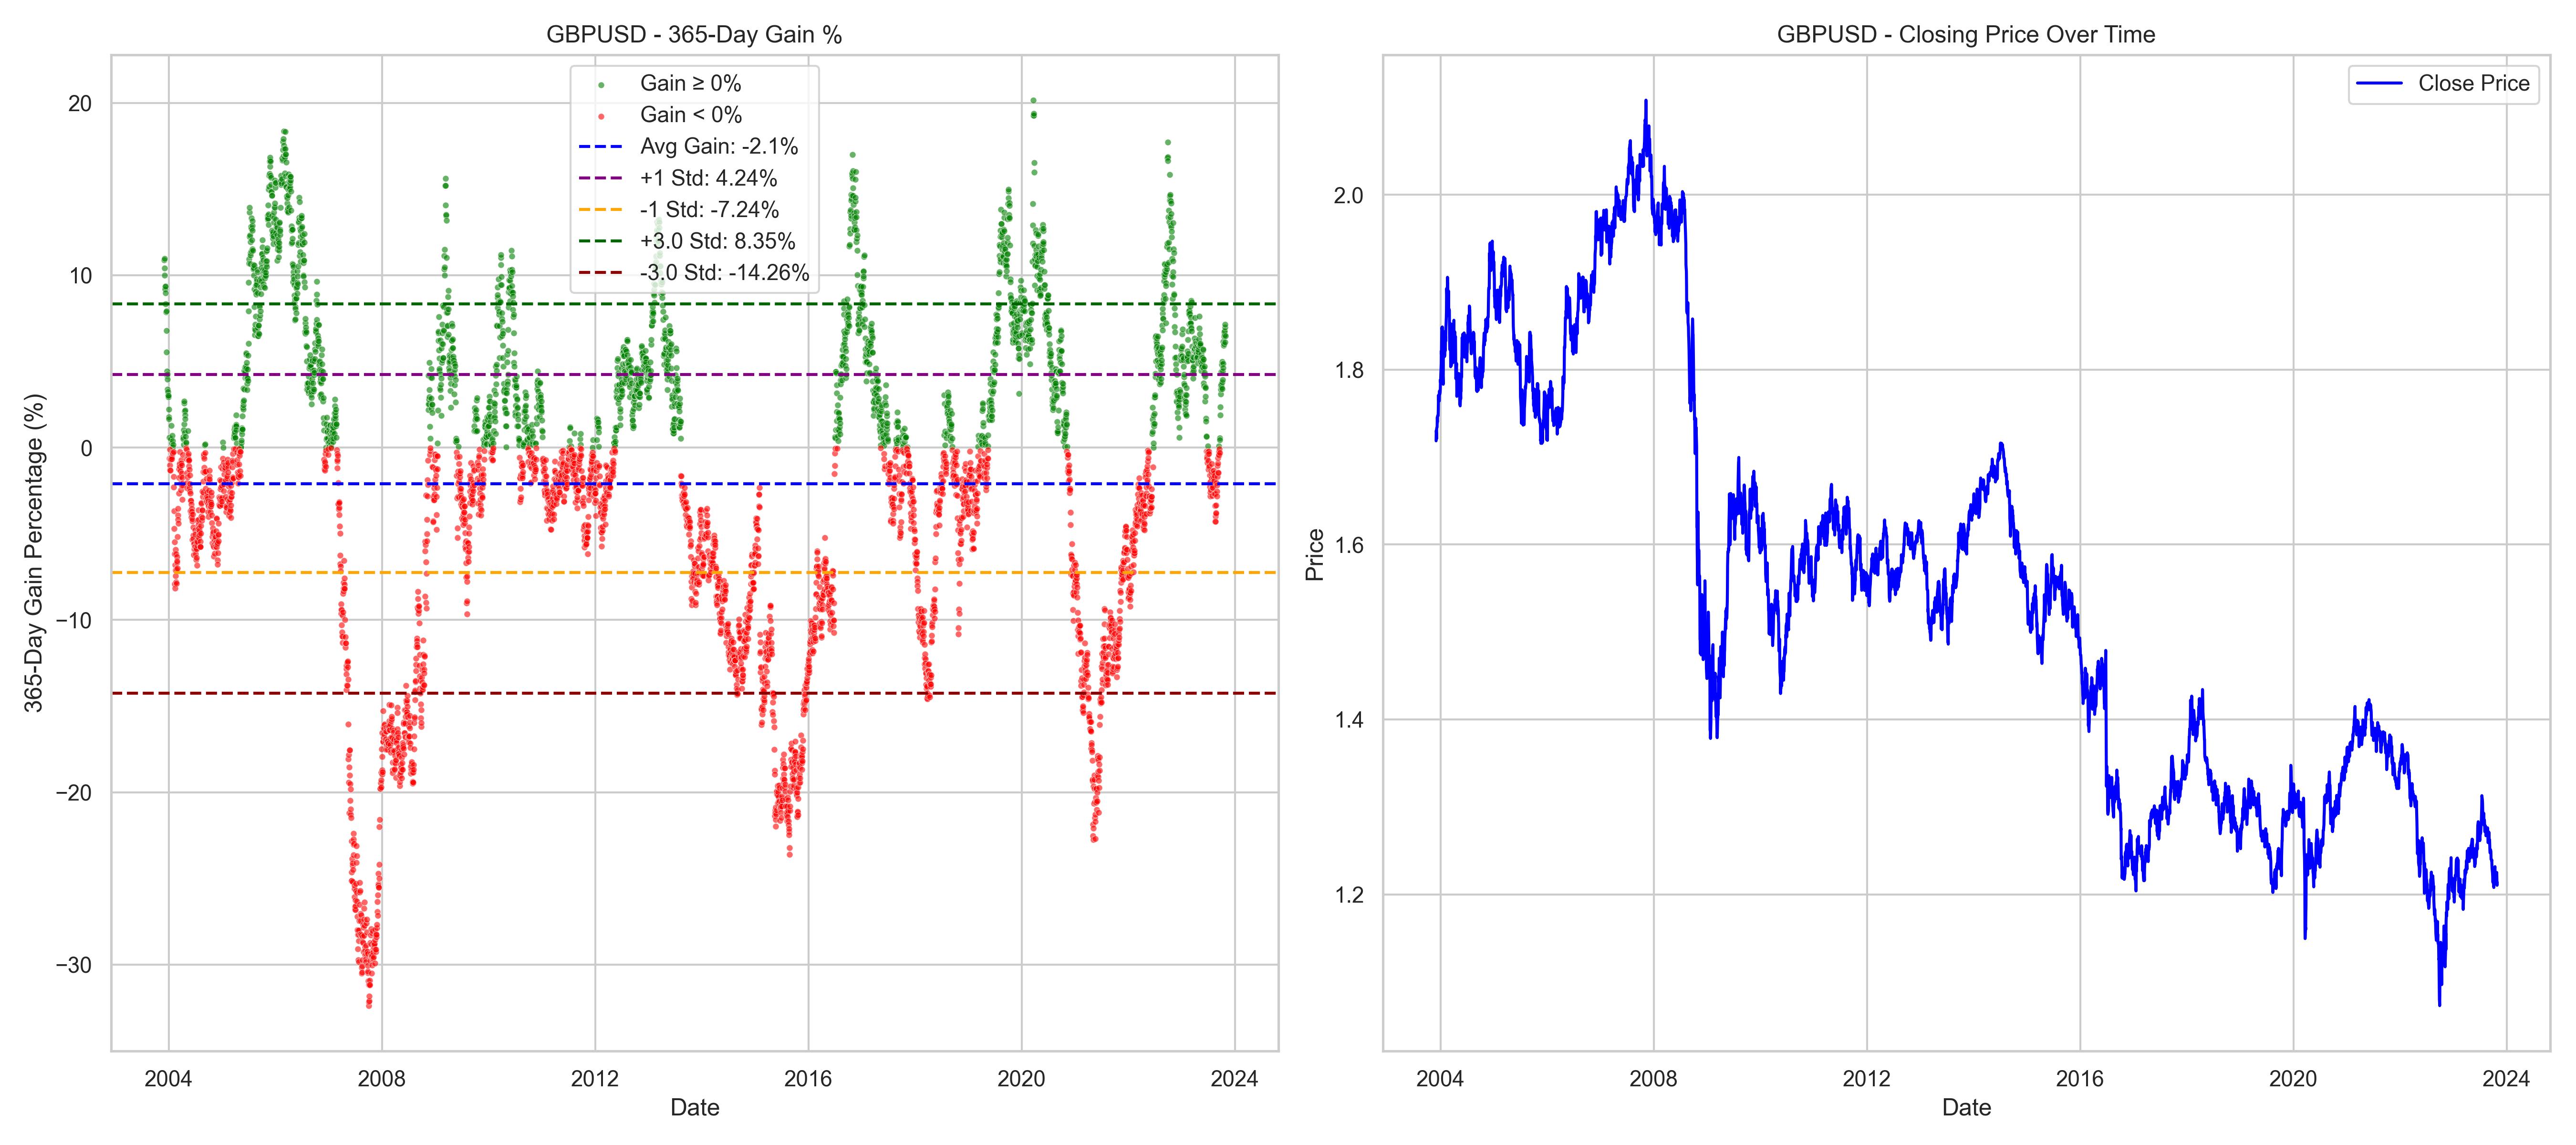 GBPUSD - 365-Day Gain %
Gain ≥ 0%
Gain < 0%
Avg Gain: -2.1%
+1 Std: 4.24%
-1 Std: -7.24%
+3.0 Std: 8.35%
-3.0 Std: -14.26%
365-Day Gain Percentage (%)
20
10
0
−10
−20
−30
2004
2008
2012
2016
2020
2024
Date
GBPUSD - Closing Price Over Time
Close Price
Price
2.0
1.8
1.6
1.4
1.2
2004
2008
2012
2016
2020
2024
Date